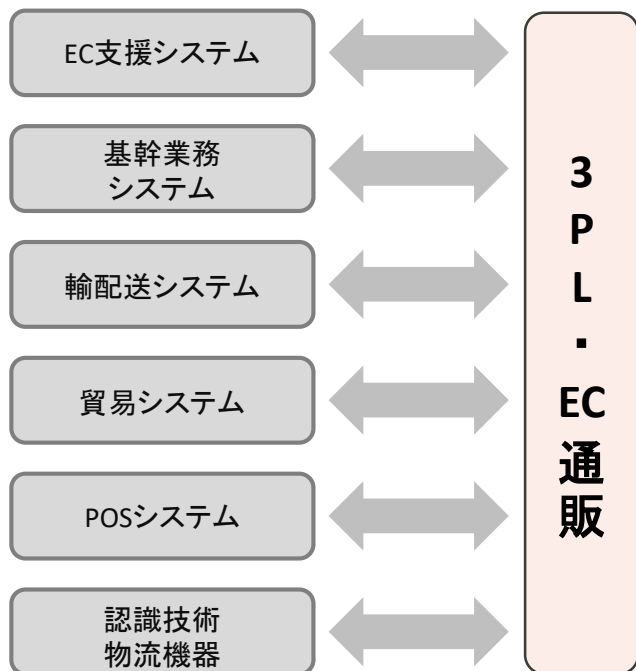 EC支援システム
基幹業務
システム
輸配送システム
貿易システム
POSシステム
認識技術
物流機器
3
P
L
・
EC
通
販